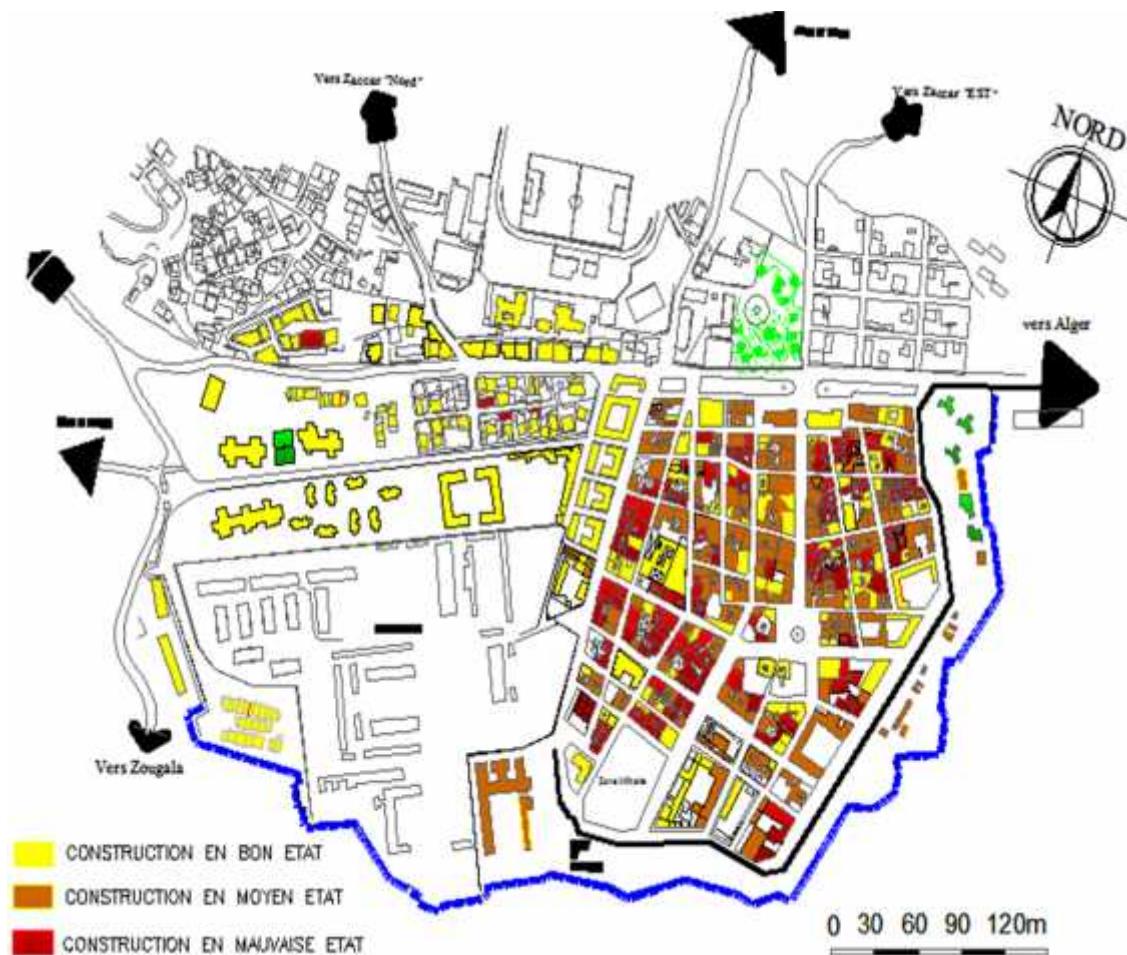 Vers Zaccar "Nord"
Vers Zaccar "EST"
NORD
vers Alger
Vers Zougala
CONSTRUCTION EN BON ETAT
CONSTRUCTION EN MOYEN ETAT
CONSTRUCTION EN MAUVAISE ETAT
0 30 60 90 120m